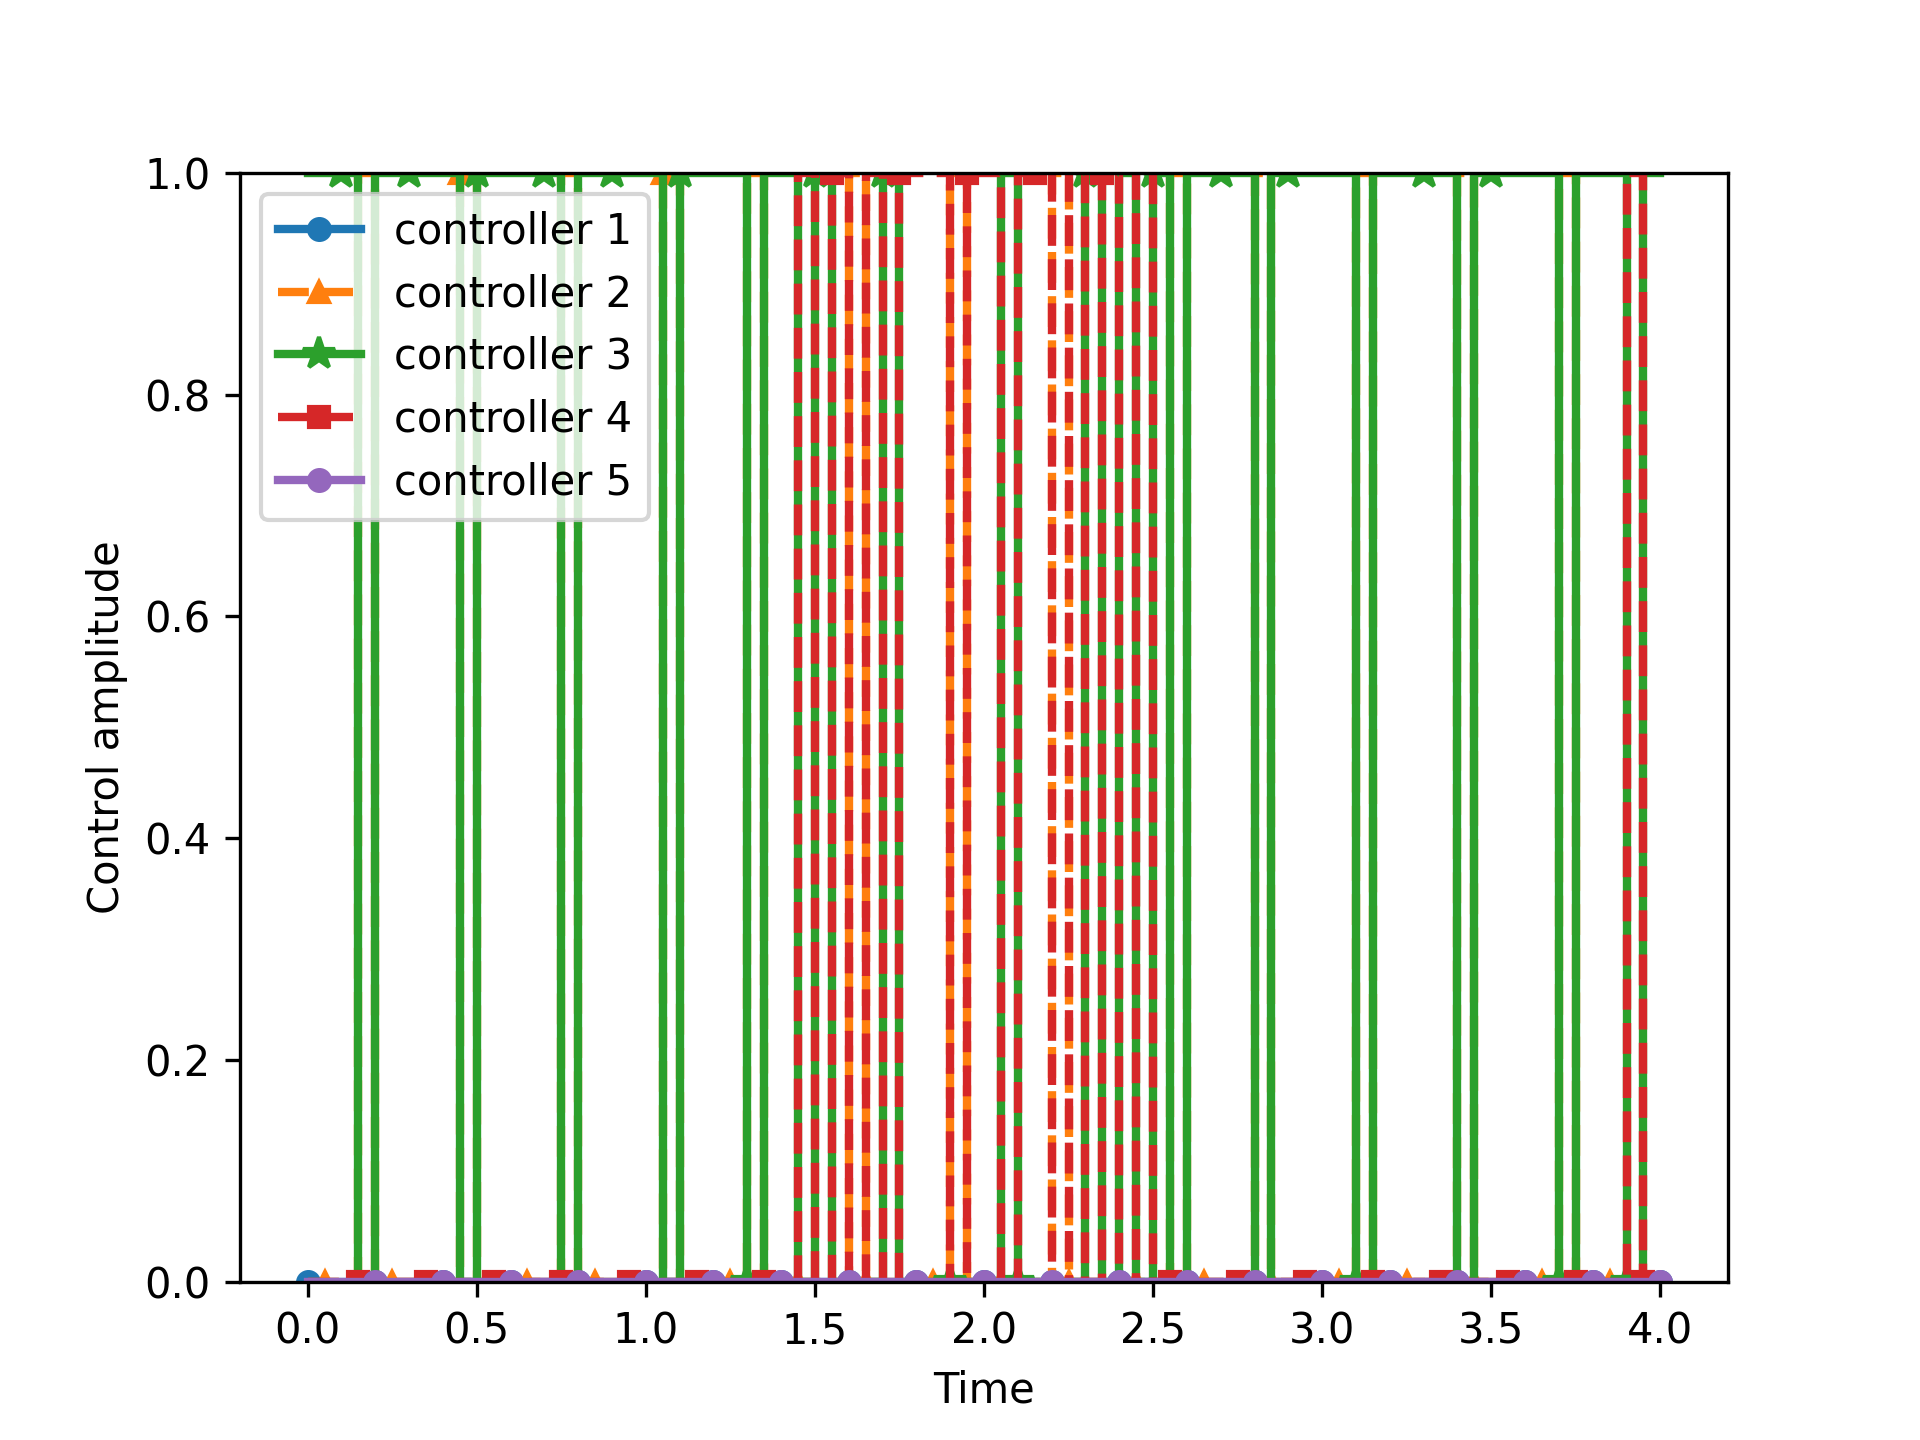 1.0
0.8
0.6
0.4
0.2
0.0
Control amplitude
controller 1
controller 2
controller 3
controller 4
controller 5
0.0 0.5 1.0 1.5 2.0 2.5 3.0 3.5 4.0
Time